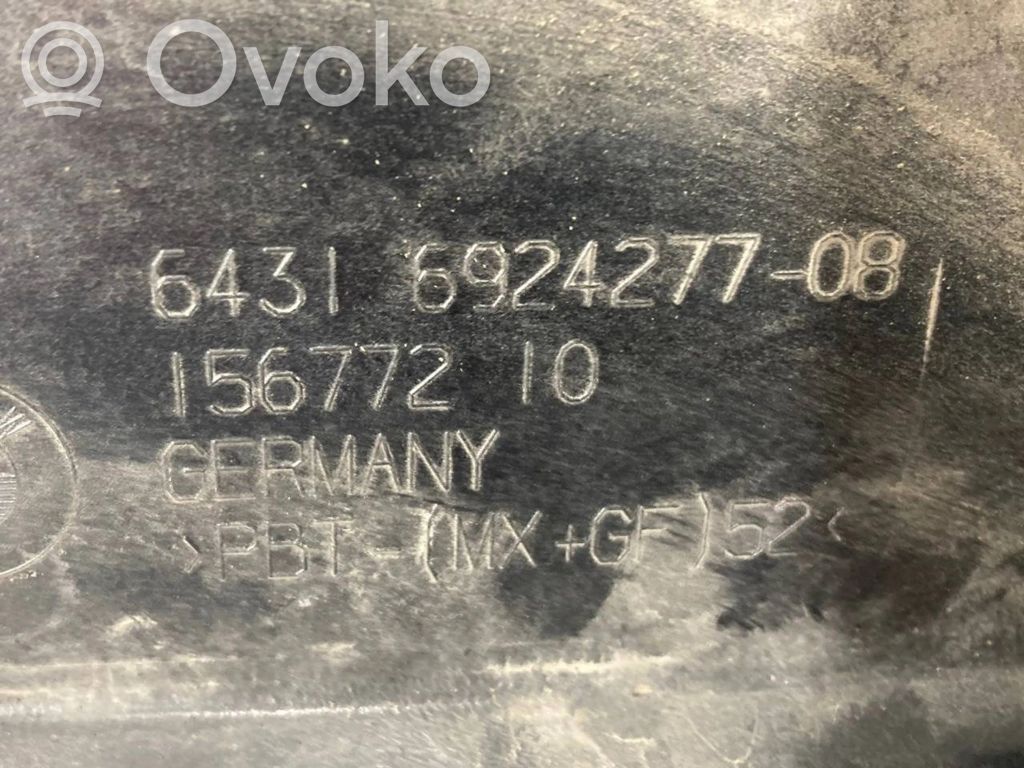 Ovoko
6431 6924277-08
156772 10
GERMANY
>PBT-(MX+GF)52<